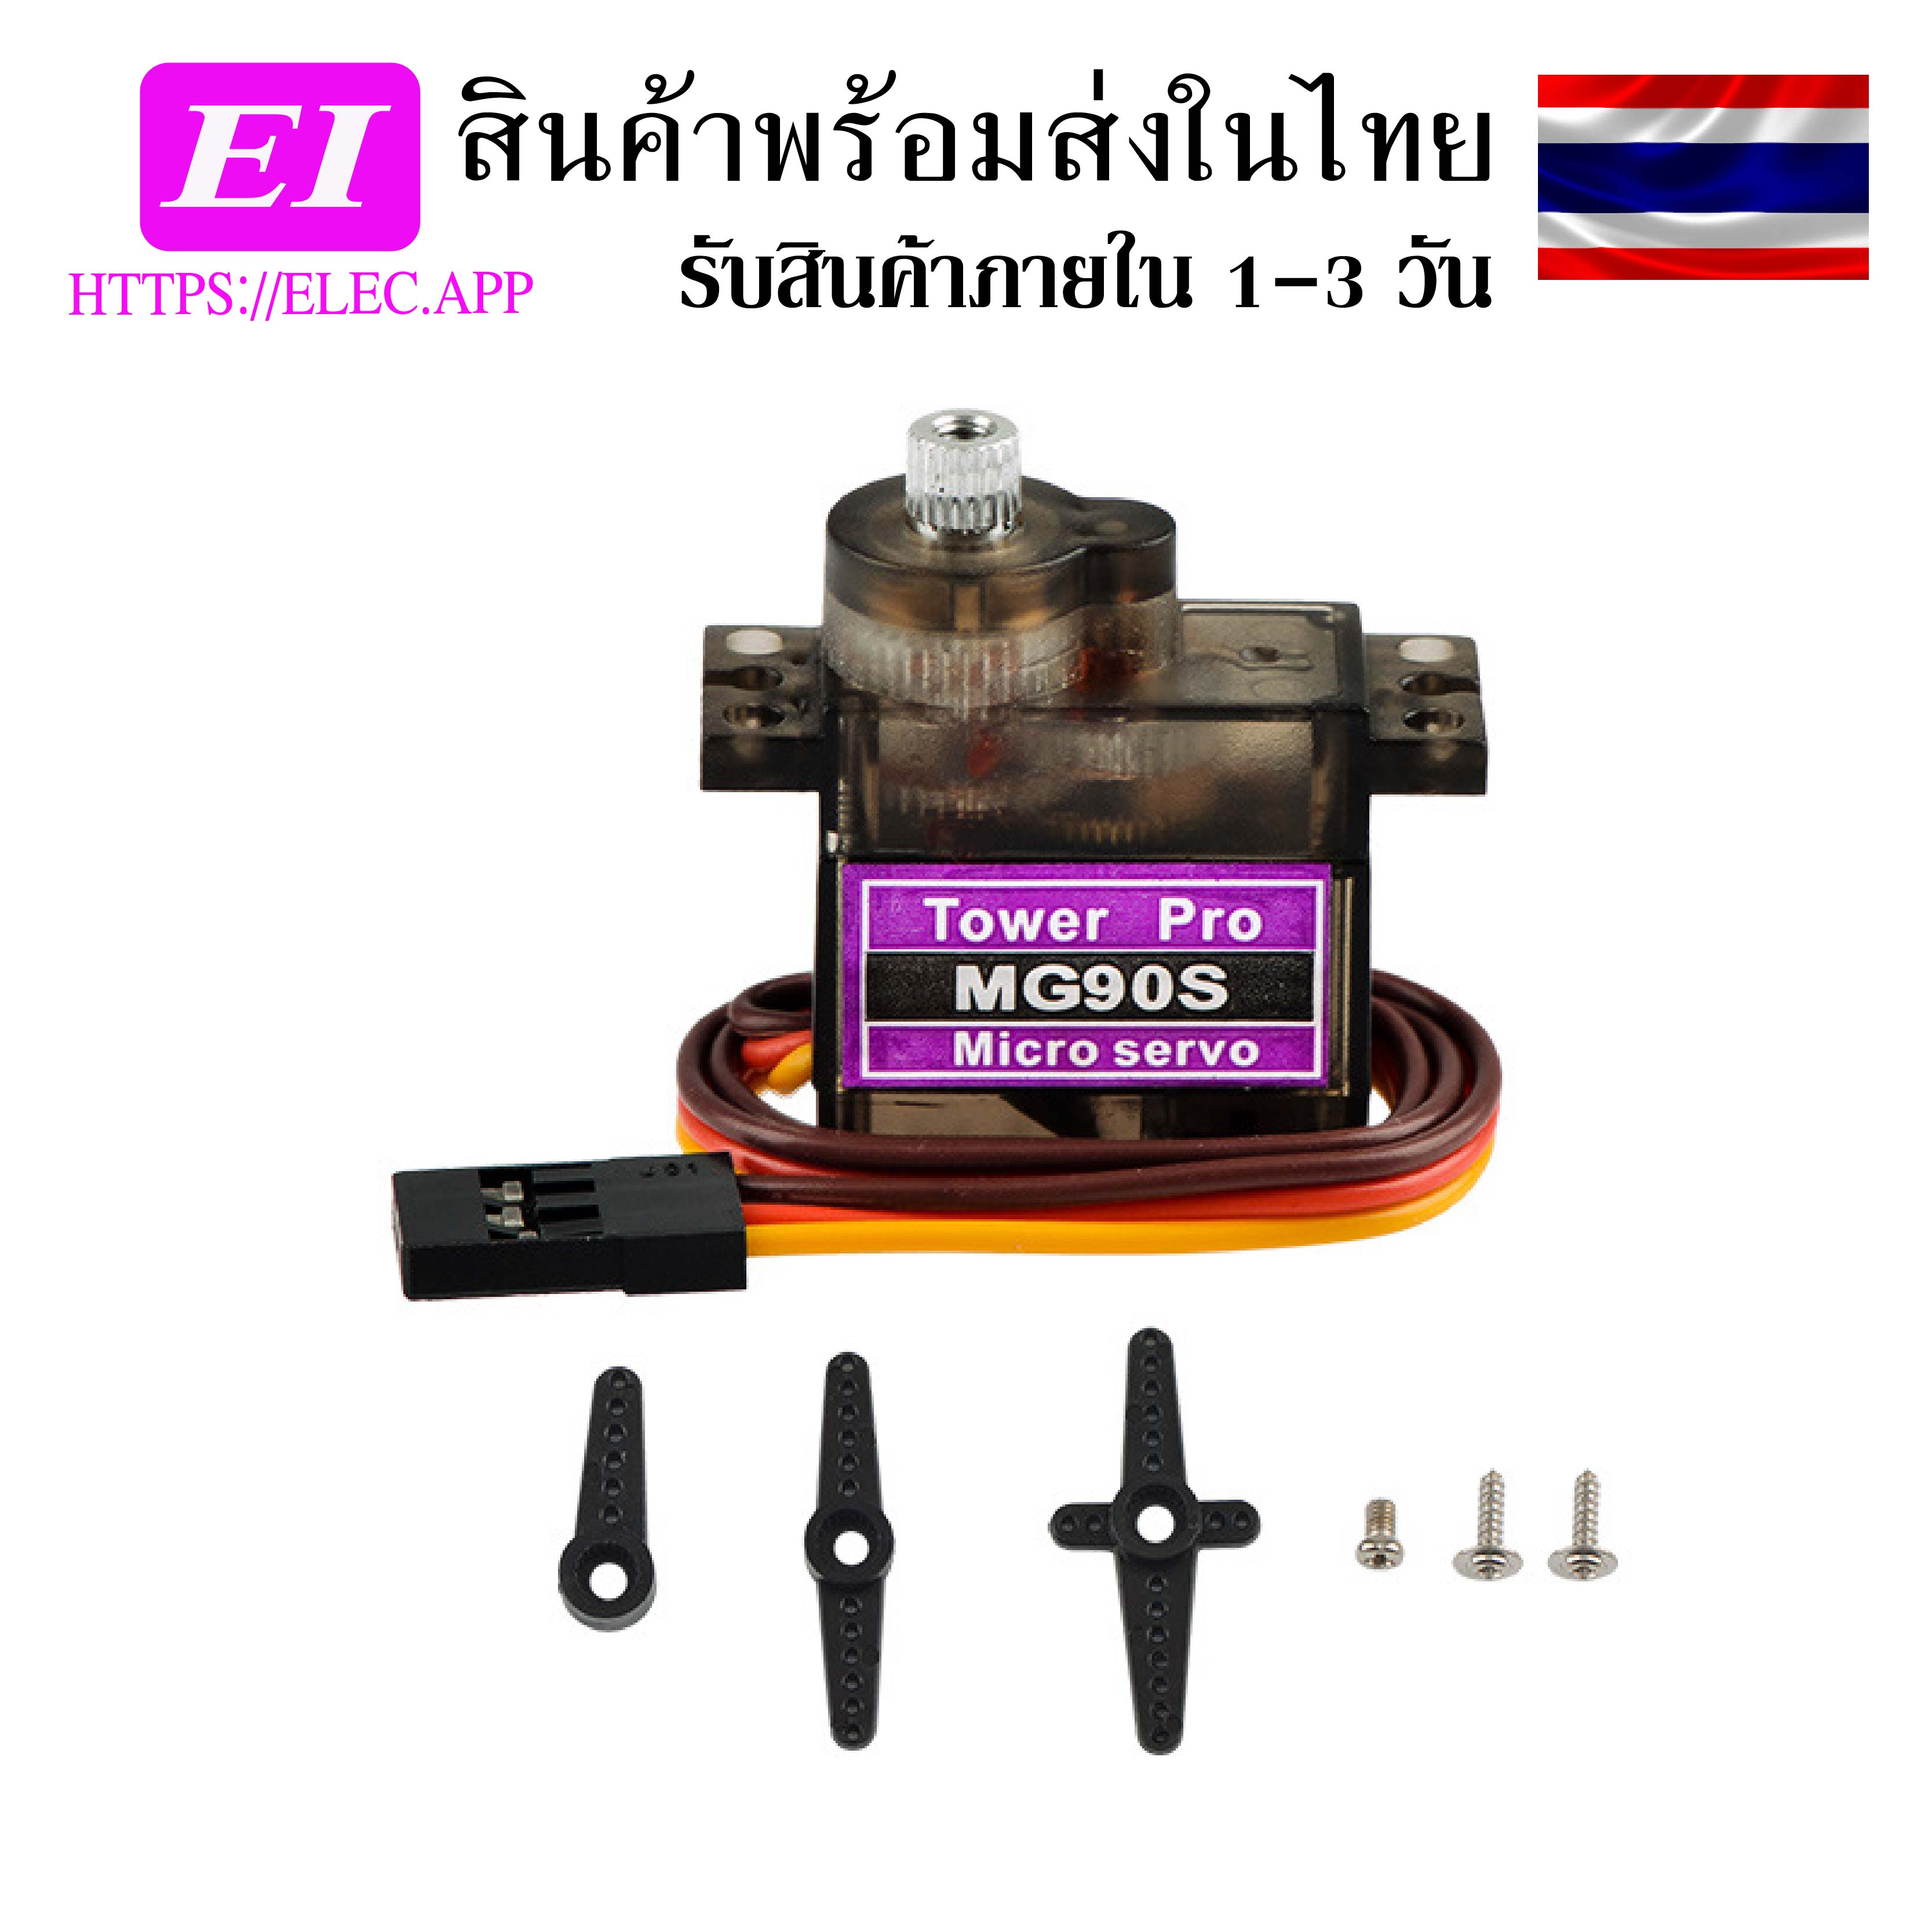 EI
สินค้าพร้อมส่งในไทย
HTTPS://ELEC.APP
รับสินค้าภายใน 1-3 วัน
Tower Pro
MG90S
Micro servo